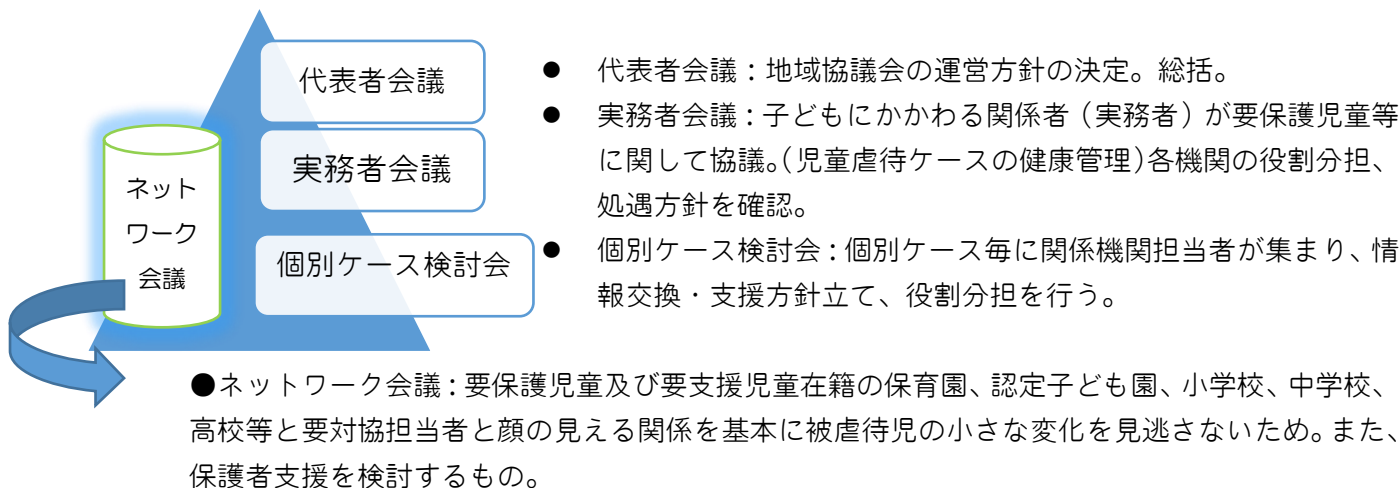 代表者会議
実務者会議
個別ケース検討会
ネット
ワーク
会議
● 代表者会議：地域協議会の運営方針の決定。総括。
● 実務者会議：子どもにかかわる関係者（実務者）が要保護児童等
に関して協議。（児童虐待ケースの健康管理）各機関の役割分担、
処遇方針を確認。
● 個別ケース検討会：個別ケース毎に関係機関担当者が集まり、情
報交換・支援方針立て、役割分担を行う。
●ネットワーク会議：要保護児童及び要支援児童在籍の保育園、認定子ども園、小学校、中学校、
高校等と要対協担当者と顔の見える関係を基本に被虐待児の小さな変化を見逃さないため。また、
保護者支援を検討するもの。